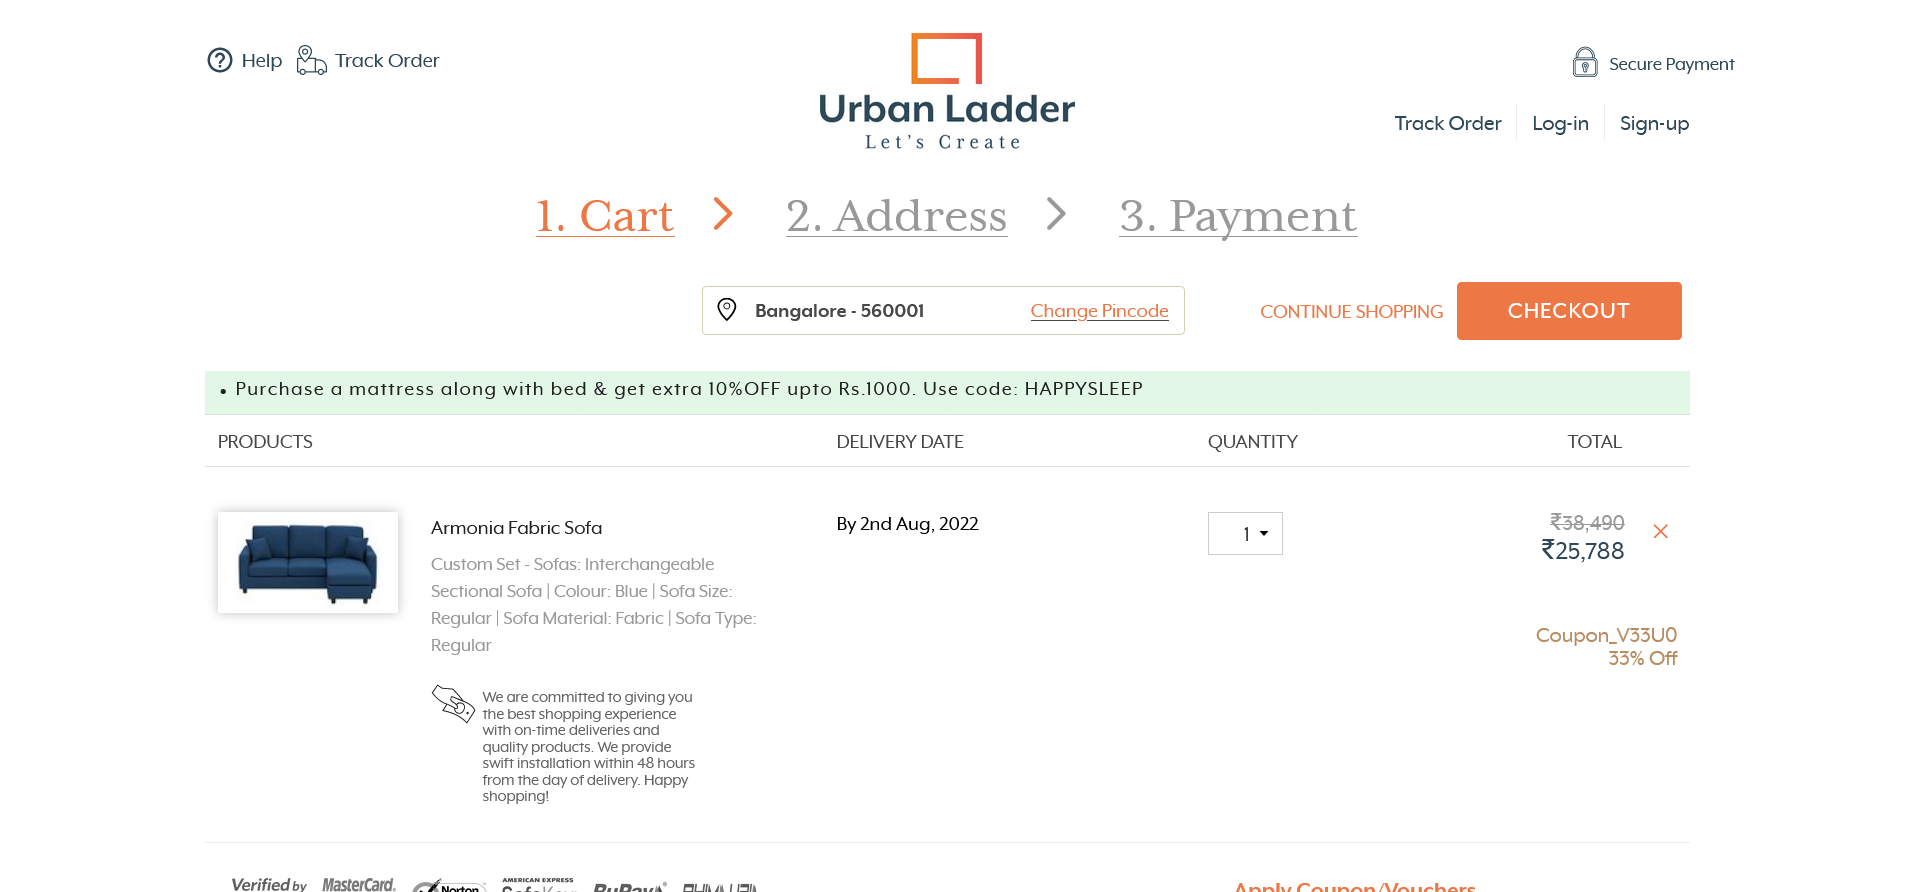 Help Track Order
Urban Ladder
Let's Create
Secure Payment
Track Order Log-in Sign-up
1. Cart 2. Address 3. Payment
Bangalore - 560001 Change Pincode CONTINUE SHOPPING CHECKOUT
• Purchase a mattress along with bed & get extra 10%OFF upto Rs.1000. Use code: HAPPYSLEEP
PRODUCTS DELIVERY DATE QUANTITY TOTAL
Armonia Fabric Sofa
Custom Set - Sofas: Interchangeable
Sectional Sofa | Colour: Blue | Sofa Size:
Regular | Sofa Material: Fabric | Sofa Type:
Regular
We are committed to giving you
the best shopping experience
with on-time deliveries and
quality products. We provide
swift installation within 48 hours
from the day of delivery. Happy
shopping!
By 2nd Aug, 2022
1
₹38,490
₹25,788
Coupon_V33U0
33% Off
Verified by MasterCard. Norton AMERICAN EXPRESS
SafeKey RuPay
Apply Coupon/Vouchers